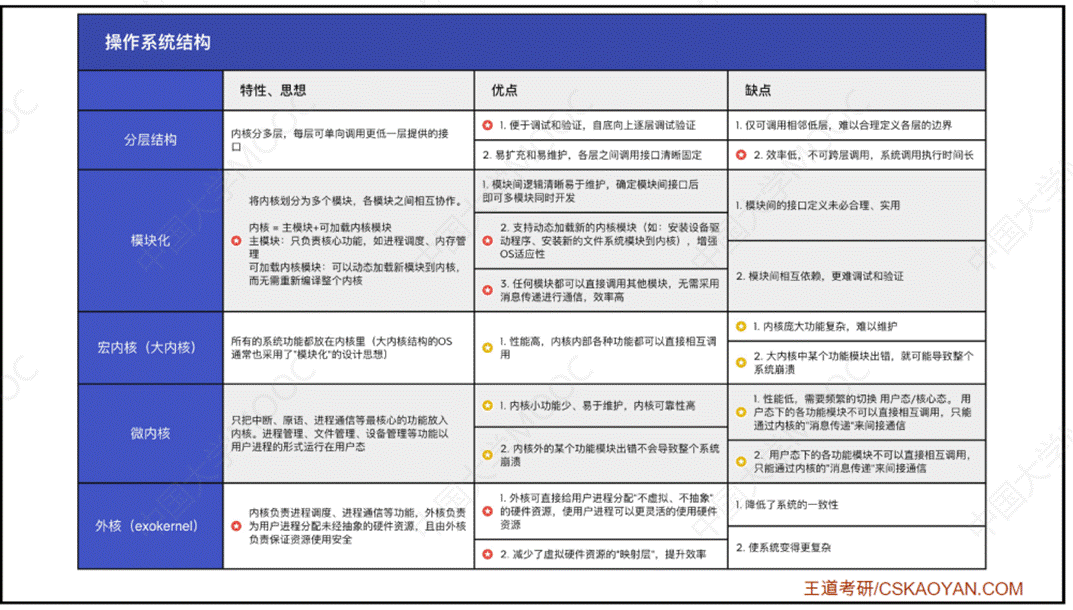 操作系统结构
特性、思想
优点
缺点
分层结构
内核分多层，每层可单向调用更低一层提供的接
口
1. 便于调试和验证，自底向上逐层调试验证
2. 易扩充和易维护，各层之间调用接口清晰固定
1. 仅可调用相邻低层，难以合理定义各层的边界
2. 效率低，不可跨层调用，系统调用执行时间长
模块化
将内核划分为多个模块，各模块之间相互协作。
内核 = 主模块+可加载内核模块
主模块：只负责核心功能，如进程调度、内存管
理
可加载内核模块：可以动态加载新模块到内核，
而无需重新编译整个内核
1. 模块间逻辑清晰易于维护，确定模块间接口后
即可多模块同时开发
2. 支持动态加载新的内核模块（如：安装设备驱
动程序、安装新的文件系统模块到内核），增强
OS适应性
3. 任何模块都可以直接调用其他模块，无需采用
消息传递进行通信，效率高
1. 模块间的接口定义未必合理、实用
2. 模块间相互依赖，更难调试和验证
宏内核（大内核）
所有的系统功能都放在内核里（大内核结构的OS
通常也采用了"模块化"的设计思想）
1. 性能高，内核内部各种功能都可以直接相互调
用
1. 内核庞大功能复杂，难以维护
2. 大内核中某个功能模块出错，就可能导致整个
系统崩溃
微内核
只把中断、原语、进程通信等最核心的功能放入
内核。进程管理、文件管理、设备管理等功能以
用户进程的形式运行在用户态
1. 内核小功能少、易于维护，内核可靠性高
2. 内核外的某个功能模块出错不会导致整个系统
崩溃
1. 性能低，需要频繁的切换 用户态/核心态。 用
户态下的各功能模块不可以直接相互调用，只能
通过内核的"消息传递"来间接通信
2. 用户态下的各功能模块不可以直接相互调用，
只能通过内核的"消息传递"来间接通信
外核（exokernel）
内核负责进程调度、进程通信等功能，外核负责
为用户进程分配未经抽象的硬件资源，且由外核
负责保证资源使用安全
1. 外核可直接给用户进程分配"不虚拟、不抽象"
的硬件资源，使用户进程可以更灵活的使用硬件
资源
2. 减少了虚拟硬件资源的"映射层"，提升效率
1. 降低了系统的一致性
2. 使系统变得更复杂
王道考研/CSKAOYAN.COM
中国大学MOOC